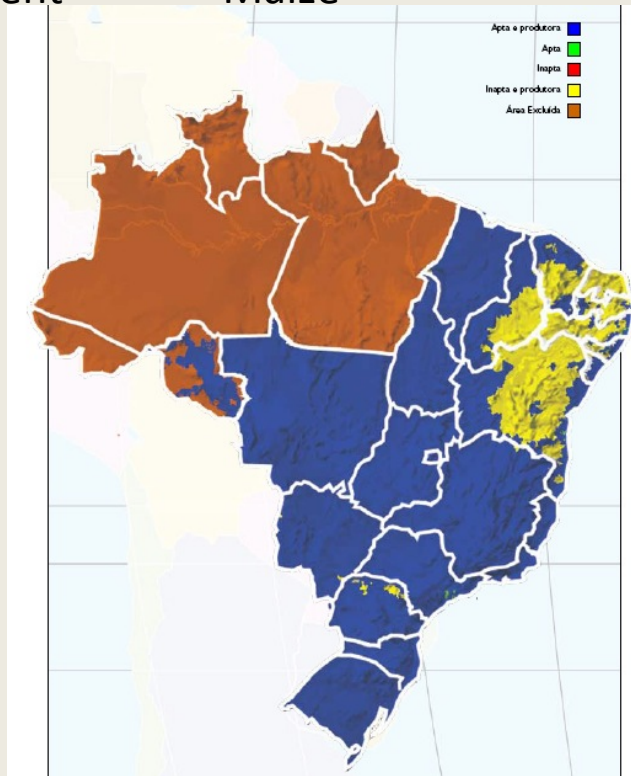 Maize
Apta e produtora
Apta
Inapta
Inapta e produtora
Área Excluída